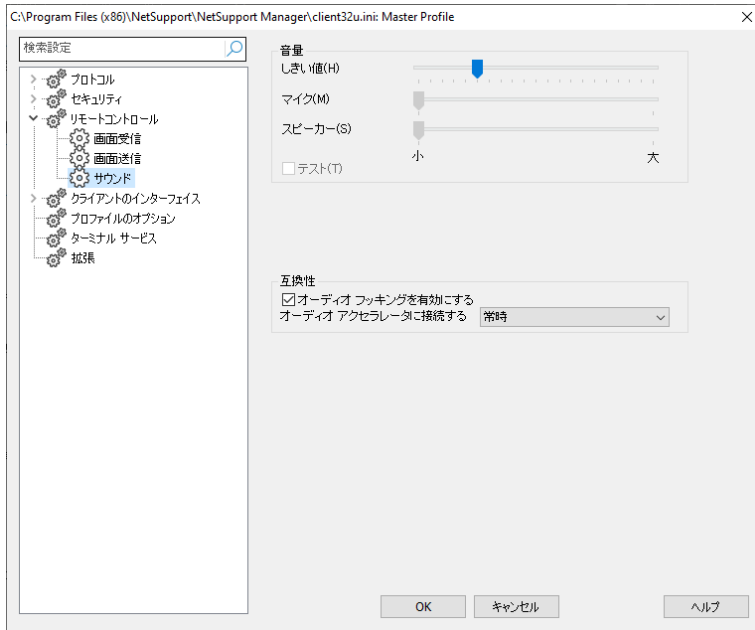 C:\Program Files (x86)\NetSupport\NetSupport Manager\client32u.ini: Master Profile
検索設定
プロトコル
セキュリティ
リモートコントロール
画面受信
画面送信
サウンド
クライアントのインターフェイス
プロファイルのオプション
ターミナル サービス
拡張
音量
しきい値(H)
マイク(M)
スピーカー(S)
小 大
テスト(T)
互換性
オーディオ フッキングを有効にする
オーディオ アクセラレータに接続する 常時
OK キャンセル ヘルプ